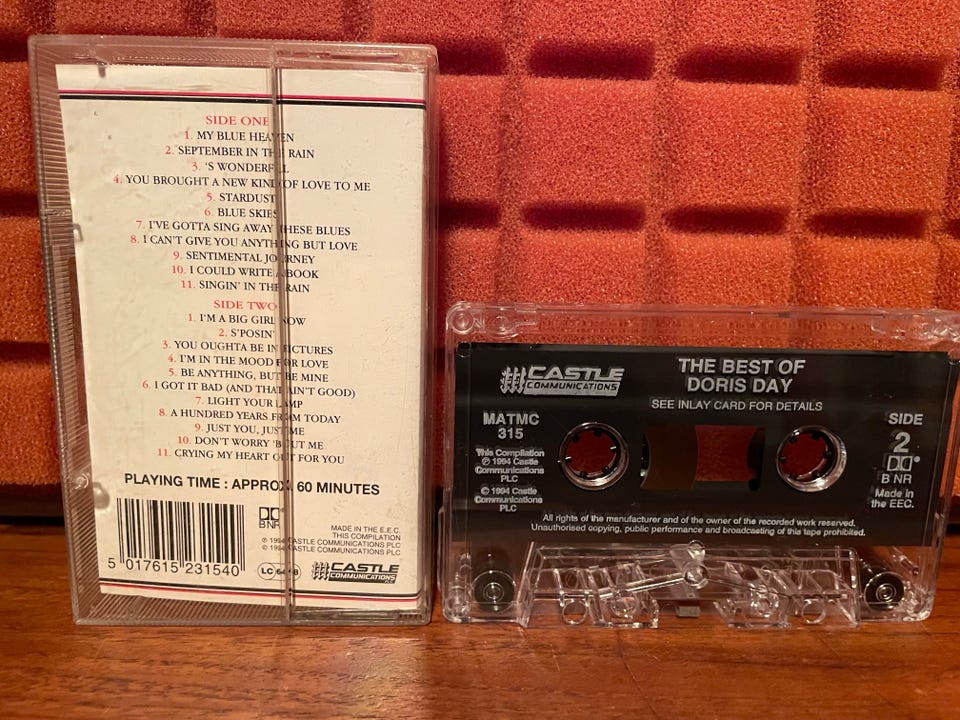 SIDE ONE
1. MY BLUE HEAVEN
2. SEPTEMBER IN THE RAIN
3. 'S WONDERFUL
4. YOU BROUGHT A NEW KIND OF LOVE TO ME
5. STARDUST
6. BLUE SKIES
7. I'VE GOTTA SING AWAY THESE BLUES
8. I CAN'T GIVE YOU ANYTHING BUT LOVE
9. SENTIMENTAL JOURNEY
10. I COULD WRITE A BOOK
11. SINGIN' IN THE RAIN
SIDE TWO
1. I'M A BIG GIRL NOW
2. S'POSIN'
3. YOU OUGHTA BE IN PICTURES
4. I'M IN THE MOOD FOR LOVE
5. BE ANYTHING, BUT BE MINE
6. I GOT IT BAD (AND THAT AIN'T GOOD)
7. LIGHT YOUR LAMP
8. A HUNDRED YEARS FROM TODAY
9. JUST YOU, JUST ME
10. DON'T WORRY 'BOUT ME
11. CRYING MY HEART OUT FOR YOU
PLAYING TIME : APPROX. 60 MINUTES
B NR
MADE IN THE E.E.C.
THIS COMPILATION
℗ 1994 CASTLE COMMUNICATIONS PLC
© 1994 CASTLE COMMUNICATIONS PLC
5 017615 231540
LC
CASTLE
COMMUNICATIONS
CASTLE
COMMUNICATIONS
THE BEST OF
DORIS DAY
SEE INLAY CARD FOR DETAILS
MATMC
315
This Compilation
℗ 1994 Castle
Communications
PLC
© 1994 Castle
Communications
PLC
SIDE
2
B NR
Made in
the EEC.
All rights of the manufacturer and of the owner of the recorded work reserved.
Unauthorised copying, public performance and broadcasting of this tape prohibited.